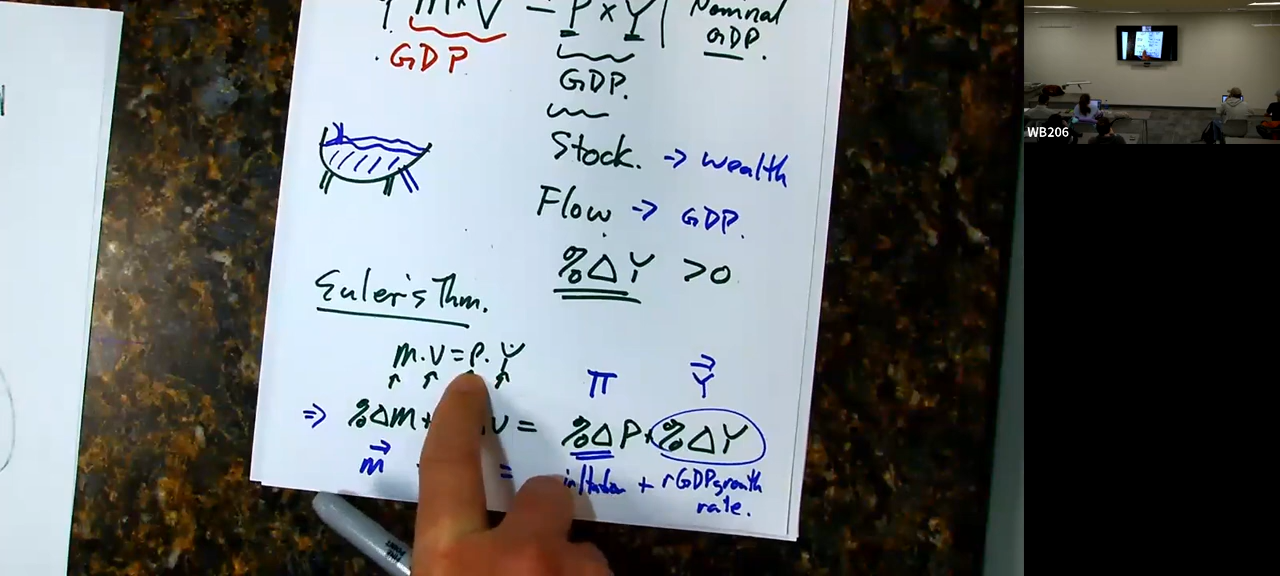 m×V = P×Y | Nominal
GDP.
GDP
GDP.
Stock. → wealth
Flow. → GDP.
%ΔY >0
Euler's Thm.
m.V=P.Y
π Y
⇒ %Δm+ V = %ΔP+%ΔY
m = inflation + rGDP growth
rate.
WB206